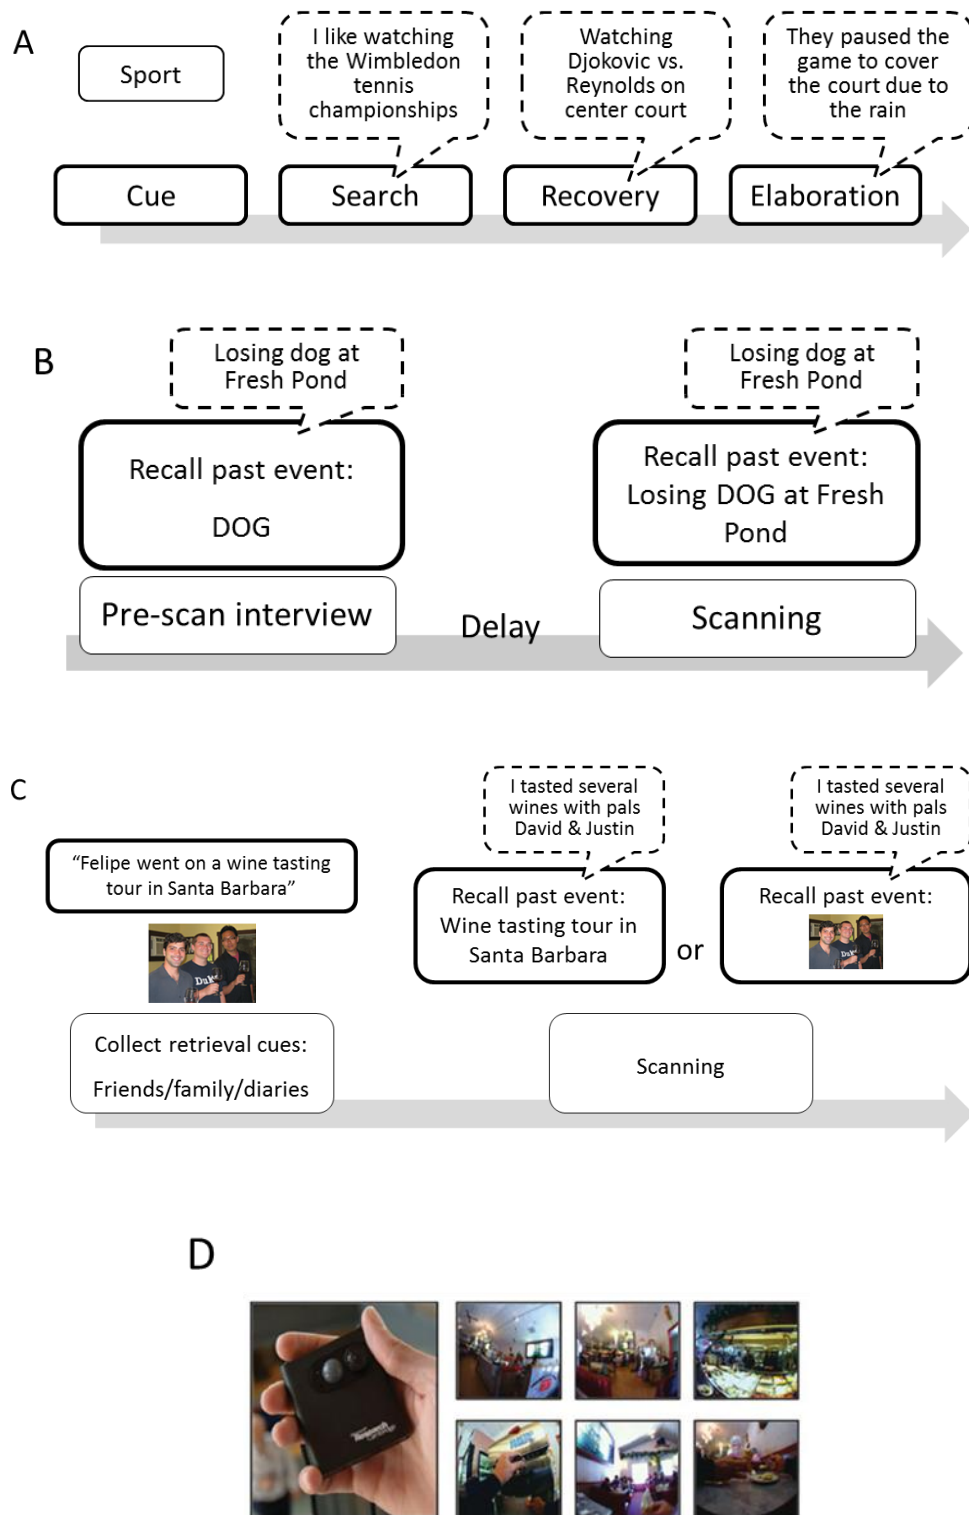 A
Sport
I like watching
the Wimbledon
tennis
championships
Watching
Djokovic vs.
Reynolds on
center court
They paused the
game to cover
the court due to
the rain
Cue
Search
Recovery
Elaboration
B
Losing dog at
Fresh Pond
Losing dog at
Fresh Pond
Recall past event:
DOG
Recall past event:
Losing DOG at Fresh
Pond
Pre-scan interview
Delay
Scanning
C
“Felipe went on a wine tasting
tour in Santa Barbara”
I tasted several
wines with pals
David & Justin
I tasted several
wines with pals
David & Justin
Recall past event:
Wine tasting tour in
Santa Barbara
or
Recall past event:
Collect retrieval cues:
Friends/family/diaries
Scanning
D
Research